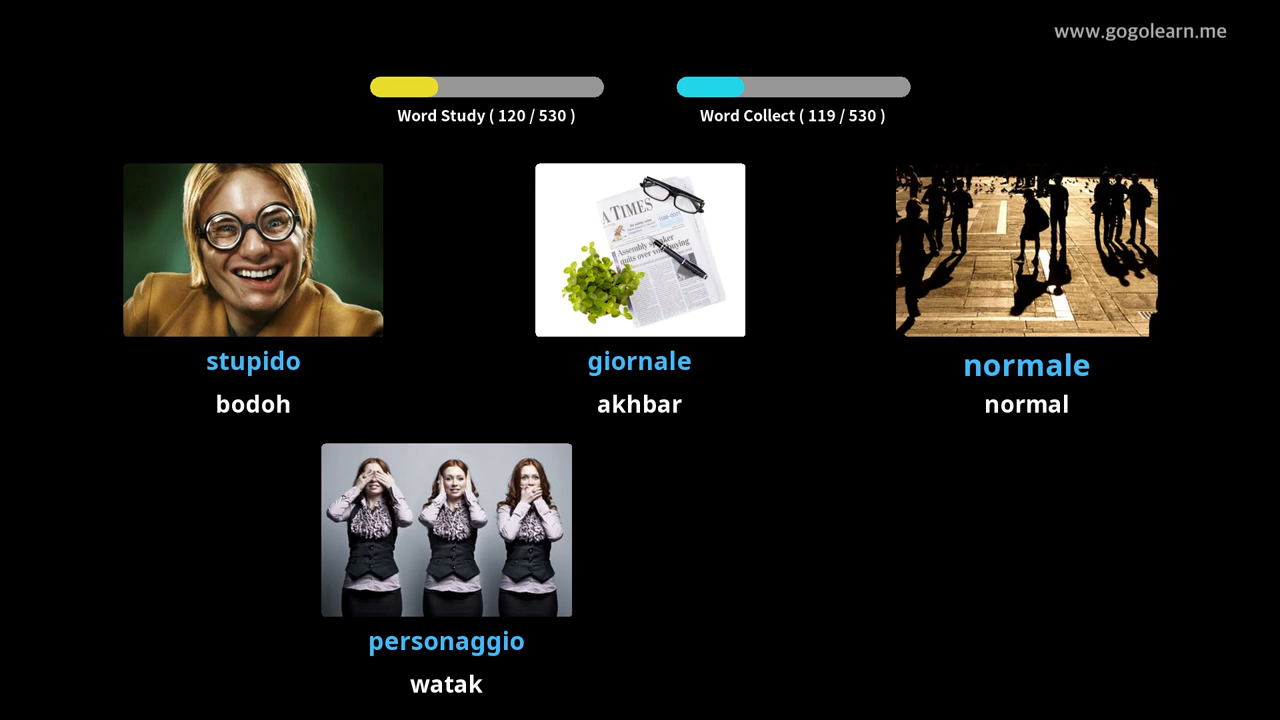 www.gogolearn.me
Word Study ( 120 / 530 )
Word Collect ( 119 / 530 )
A TIMES
stupido
giornale
normale
bodoh
akhbar
normal
personaggio
watak